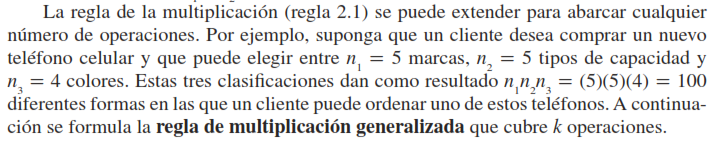 La regla de la multiplicación (regla 2.1) se puede extender para abarcar cualquier
número de operaciones. Por ejemplo, suponga que un cliente desea comprar un nuevo
teléfono celular y que puede elegir entre n₁ = 5 marcas, n₂ = 5 tipos de capacidad y
n₃ = 4 colores. Estas tres clasificaciones dan como resultado n₁n₂n₃ = (5)(5)(4) = 100
diferentes formas en las que un cliente puede ordenar uno de estos teléfonos. A continua-
ción se formula la regla de multiplicación generalizada que cubre k operaciones.